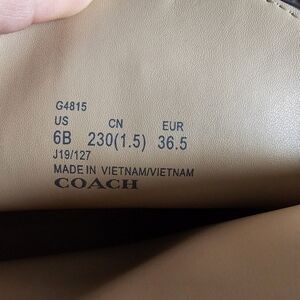 G4815
US CN EUR
6B 230(1.5) 36.5
J19/127
MADE IN VIETNAM/VIETNAM
COACH